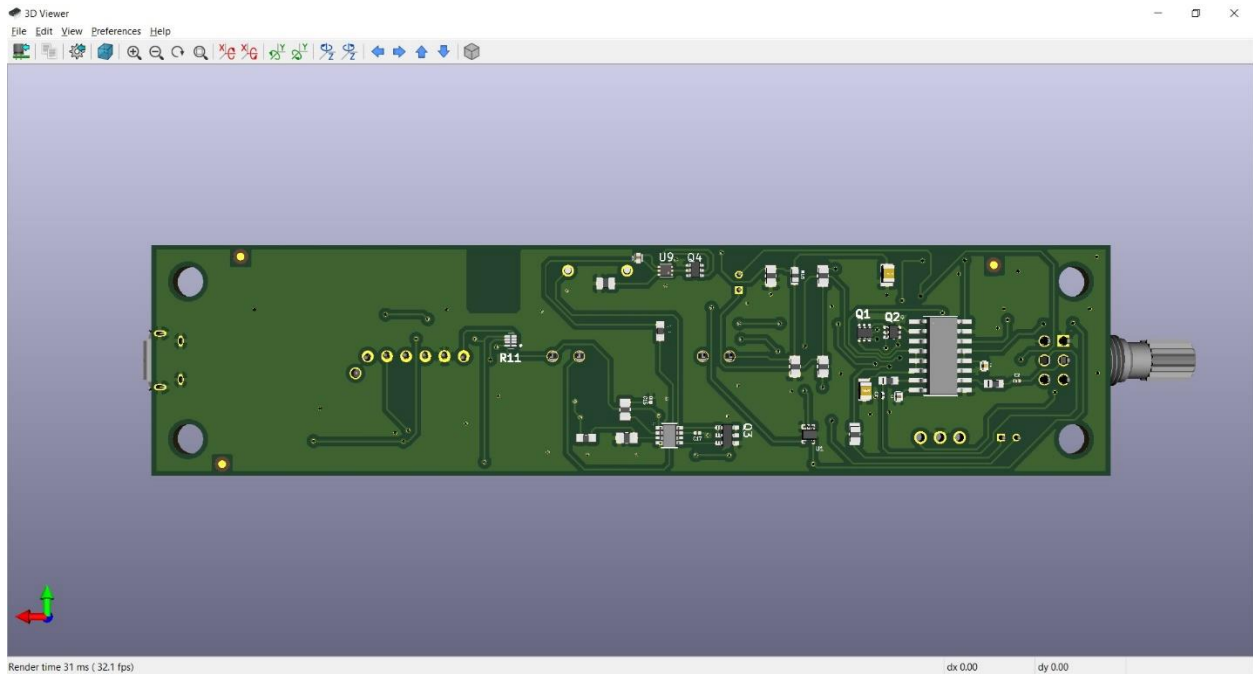 3D Viewer
File Edit View Preferences Help
U9 Q4
Q1 Q2
R11
Q3
U1
Render time 31 ms ( 32.1 fps) dx 0.00 dy 0.00